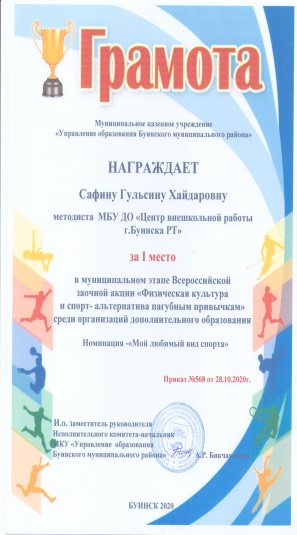 Грамота
Муниципальное казенное учреждение
«Управление образования Буинского муниципального района»
НАГРАЖДАЕТ
Сафину Гульсину Хайдаровну
методиста МБУ ДО «Центр внешкольной работы
г.Буинска РТ»
за I место
в муниципальном этапе Всероссийской
заочной акции «Физическая культура
и спорт- альтернатива пагубным привычкам»
среди организаций дополнительного образования
Номинация -«Мой любимый вид спорта»
Приказ №568 от 28.10.2020г.
И.о. заместитель руководителя
Исполнительного комитета-начальник
МКУ «Управление образования
Буинского муниципального района»
А.Р.
БУИНСК 2020